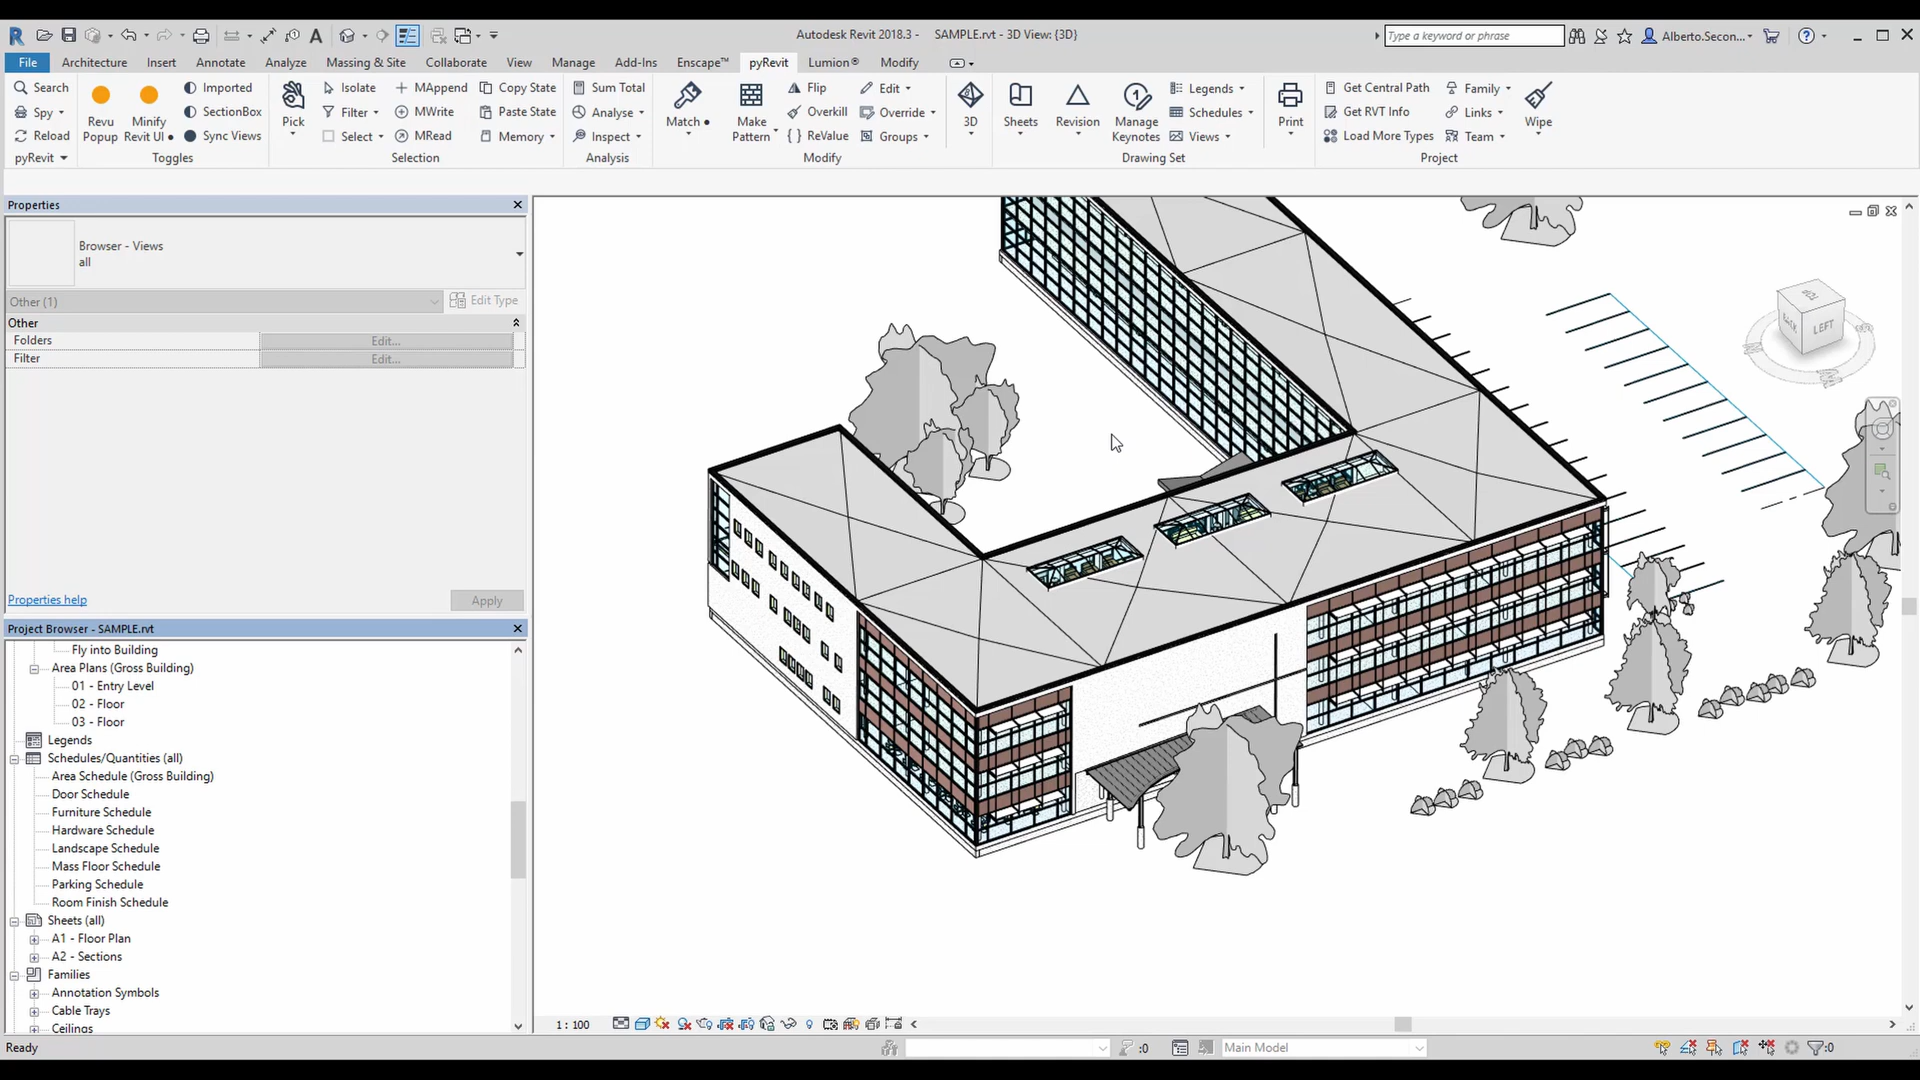 Autodesk Revit 2018.3 - SAMPLE.rvt - 3D View: {3D}
Type a keyword or phrase
Alberto.Secon...
File Architecture Insert Annotate Analyze Massing & Site Collaborate View Manage Add-Ins Enscape™ pyRevit Lumion® Modify
Search
Spy
Reload
pyRevit
Revu Popup
Minify Revit UI
Imported
SectionBox
Sync Views
Toggles
Pick
Isolate
Filter
Select
MAppend
MWrite
MRead
Copy State
Paste State
Memory
Selection
Sum Total
Analyse
Inspect
Analysis
Match
Make Pattern
Flip
Overkill
ReValue
Edit
Override
Groups
Modify
3D
Sheets
Revision
Manage Keynotes
Legends
Schedules
Views
Drawing Set
Print
Get Central Path
Get RVT Info
Load More Types
Family
Links
Team
Project
Wipe
Properties
Browser - Views
all
Other (1)
Edit Type
Other
Folders Edit...
Filter Edit...
Properties help
Apply
Project Browser - SAMPLE.rvt
Fly into Building
Area Plans (Gross Building)
01 - Entry Level
02 - Floor
03 - Floor
Legends
Schedules/Quantities (all)
Area Schedule (Gross Building)
Door Schedule
Furniture Schedule
Hardware Schedule
Landscape Schedule
Mass Floor Schedule
Parking Schedule
Room Finish Schedule
Sheets (all)
A1 - Floor Plan
A2 - Sections
Families
Annotation Symbols
Cable Trays
Ceilings
TOP
BACK
LEFT
1 : 100
Ready
:0
Main Model
:0